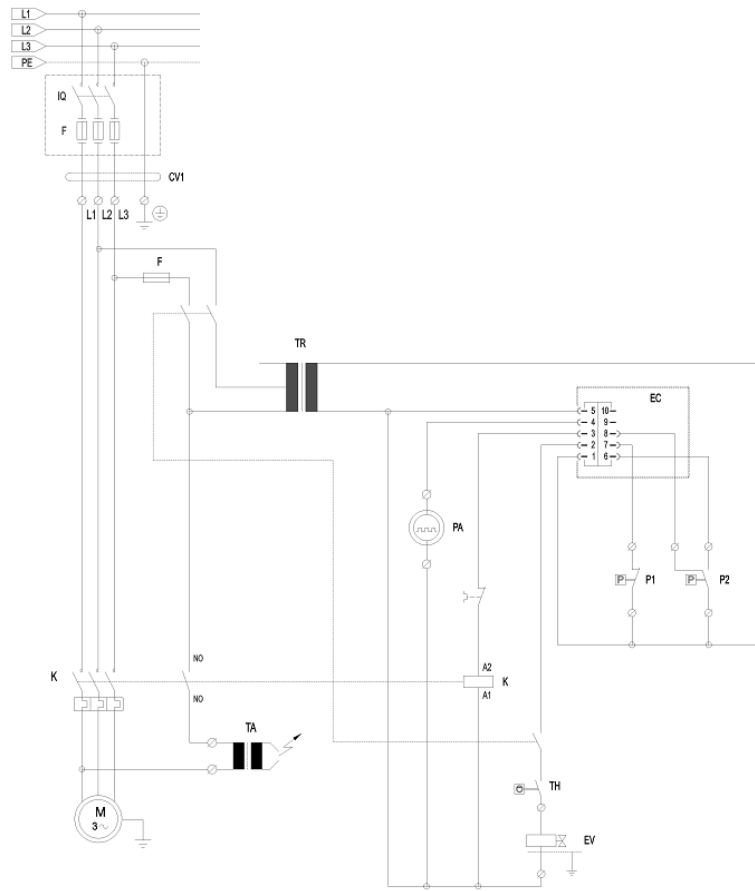 L1
L2
L3
PE
IQ
F
CV1
L1 L2 L3
F
TR
EC
5 10
4 9
3 8
2 7
1 6
PA
P P1
P P2
NO
K
NO
A2
K
A1
TA
TH
M
3~
EV